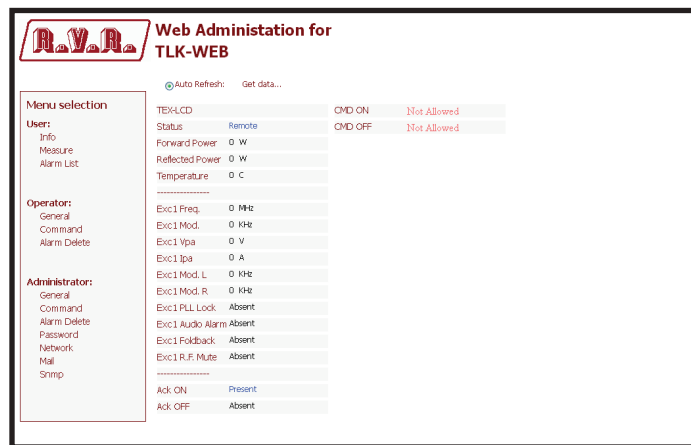 R.V.R.
Web Administation for
TLK-WEB
Auto Refresh: Get data...
Menu selection
User:
Info
Measure
Alarm List
Operator:
General
Command
Alarm Delete
Administrator:
General
Command
Alarm Delete
Password
Network
Mail
Snmp
TEX-LCD
Status Remote
Forward Power 0 W
Reflected Power 0 W
Temperature 0 C
----------------
Exc1 Freq. 0 MHz
Exc1 Mod. 0 KHz
Exc1 Vpa 0 V
Exc1 Ipa 0 A
Exc1 Mod. L 0 KHz
Exc1 Mod. R 0 KHz
Exc1 PLL Lock Absent
Exc1 Audio Alarm Absent
Exc1 Foldback Absent
Exc1 R.F. Mute Absent
----------------
Ack ON Present
Ack OFF Absent
CMD ON Not Allowed
CMD OFF Not Allowed